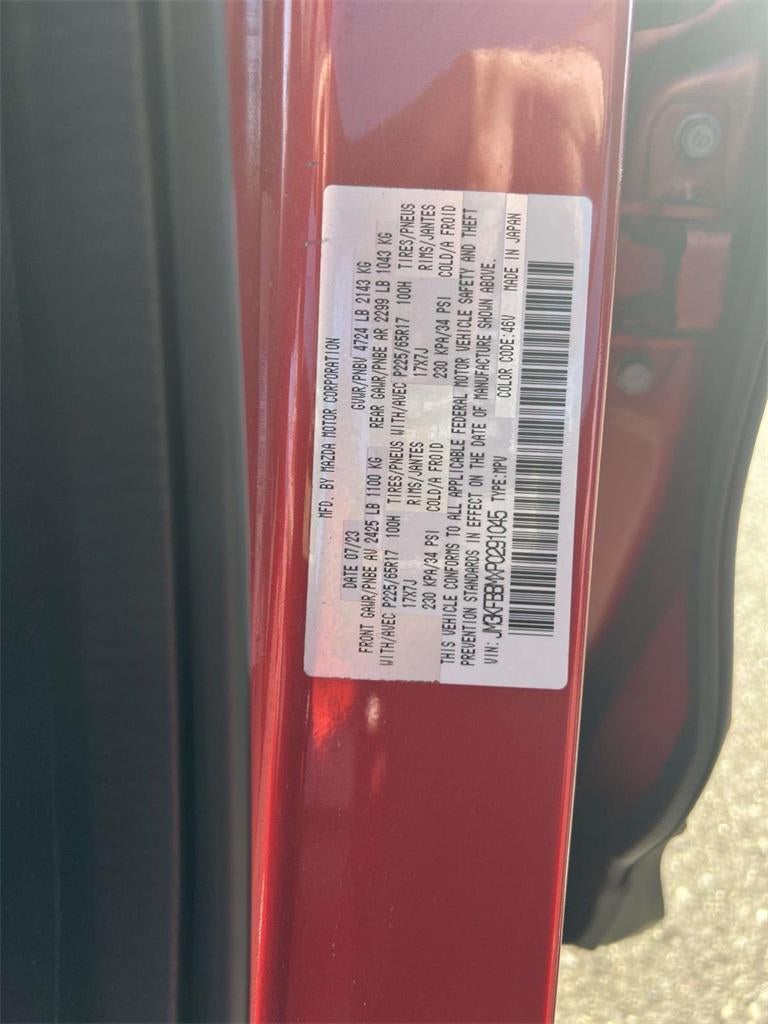 MFD. BY MAZDA MOTOR CORPORATION
DATE 07/23 GVWR/PNBV 4724 LB 2143 KG
FRONT GAWR/PNBE AV 2425 LB 1100 KG REAR GAWR/PNBE AR 2299 LB 1043 KG
WITH/AVEC P225/65R17 100H TIRES/PNEUS WITH/AVEC P225/65R17 100H TIRES/PNEUS
17X7J RIMS/JANTES 17X7J RIMS/JANTES
230 KPA/34 PSI COLD/A FROID 230 KPA/34 PSI COLD/A FROID
THIS VEHICLE CONFORMS TO ALL APPLICABLE FEDERAL MOTOR VEHICLE SAFETY AND THEFT
PREVENTION STANDARDS IN EFFECT ON THE DATE OF MANUFACTURE SHOWN ABOVE.
VIN: JM3KFBBMXP0291045 TYPE:MPV COLOR CODE:46V MADE IN JAPAN